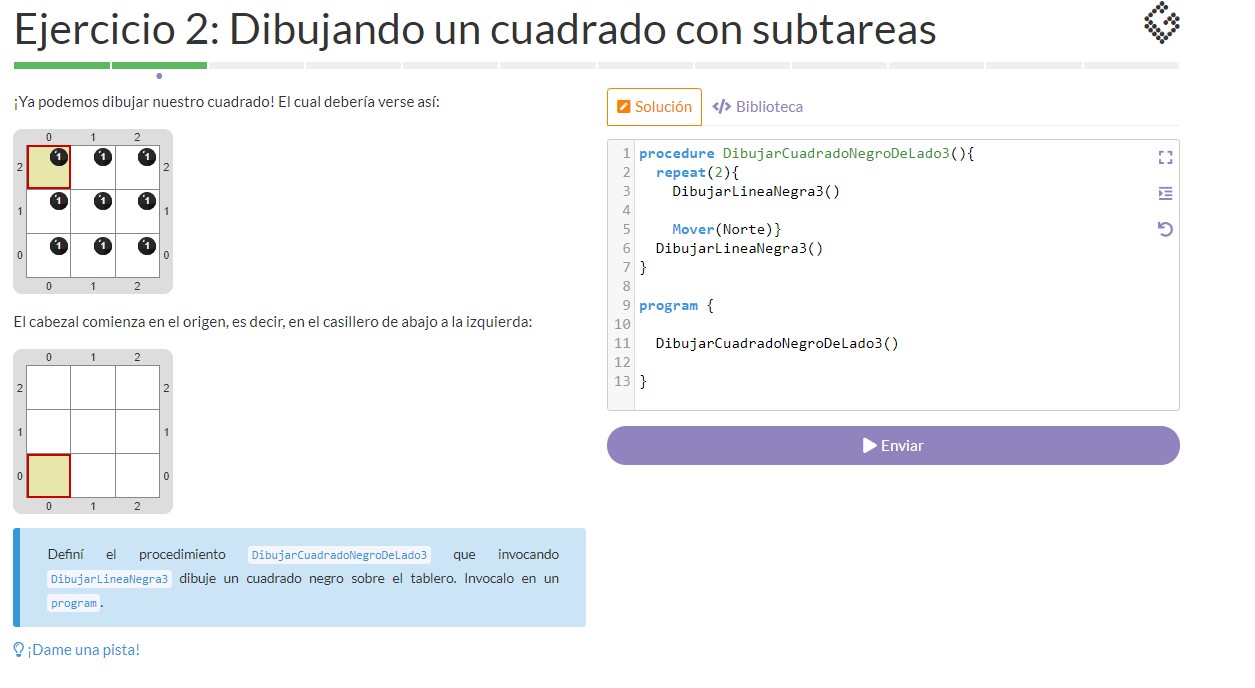 Ejercicio 2: Dibujando un cuadrado con subtareas
¡Ya podemos dibujar nuestro cuadrado! El cual debería verse así:
0 1 2
2 1 1 1 2
1 1 1 1 1
0 1 1 1 0
0 1 2
El cabezal comienza en el origen, es decir, en el casillero de abajo a la izquierda:
0 1 2
2 2
1 1
0 0
0 1 2
Definí el procedimiento DibujarCuadradoNegroDeLado3 que invocando
DibujarLineaNegra3 dibuje un cuadrado negro sobre el tablero. Invocalo en un
program.
¡Dame una pista!
Solución </> Biblioteca
1 procedure DibujarCuadradoNegroDeLado3(){
2 repeat(2){
3 DibujarLineaNegra3()
4
5 Mover(Norte)}
6 DibujarLineaNegra3()
7 }
8
9 program {
10
11 DibujarCuadradoNegroDeLado3()
12
13 }
Enviar